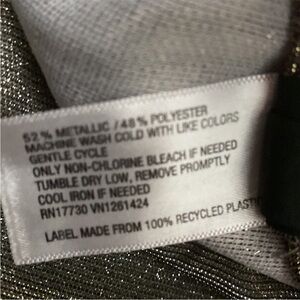 52% METALLIC / 48% POLYESTER
MACHINE WASH COLD WITH LIKE COLORS
GENTLE CYCLE
ONLY NON-CHLORINE BLEACH IF NEEDED
TUMBLE DRY LOW, REMOVE PROMPTLY
COOL IRON IF NEEDED
RN17730 VN1261424
LABEL MADE FROM 100% RECYCLED PLASTI